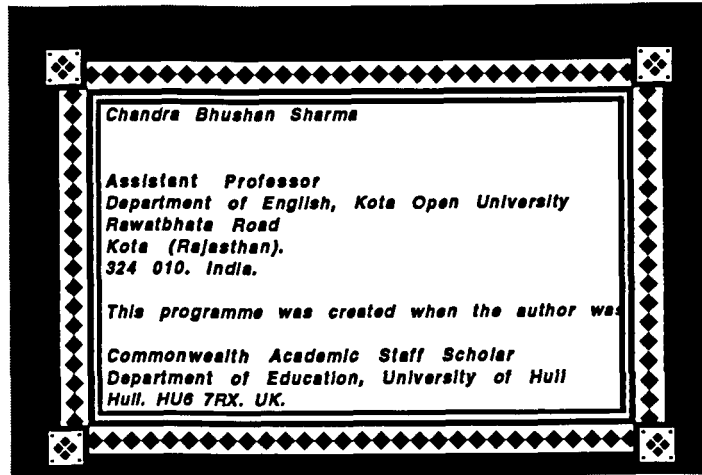 Chandra Bhushan Sharma
Assistant Professor
Department of English, Kota Open University
Rawatbhata Road
Kota (Rajasthan).
324 010. India.
This programme was created when the author was
Commonwealth Academic Staff Scholar
Department of Education, University of Hull
Hull. HU6 7RX. UK.